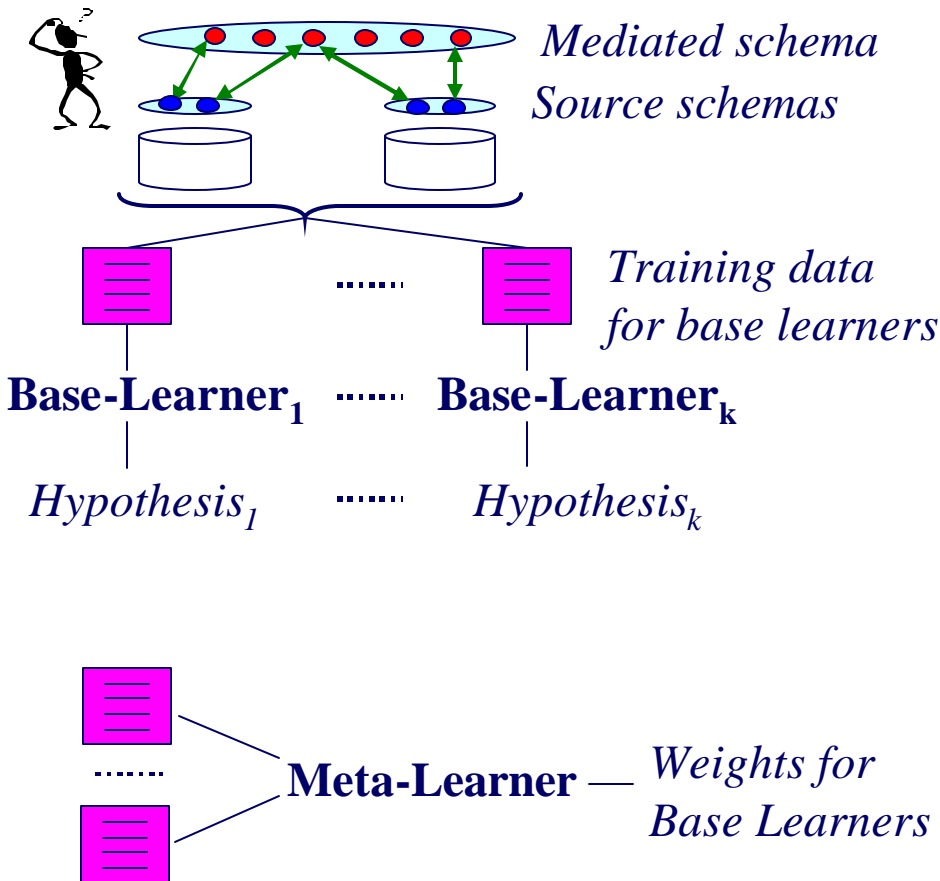 Mediated schema
Source schemas
Training data
for base learners
Base-Learner1 Base-Learnerk
Hypothesis1 Hypothesisk
Meta-Learner
Weights for
Base Learners